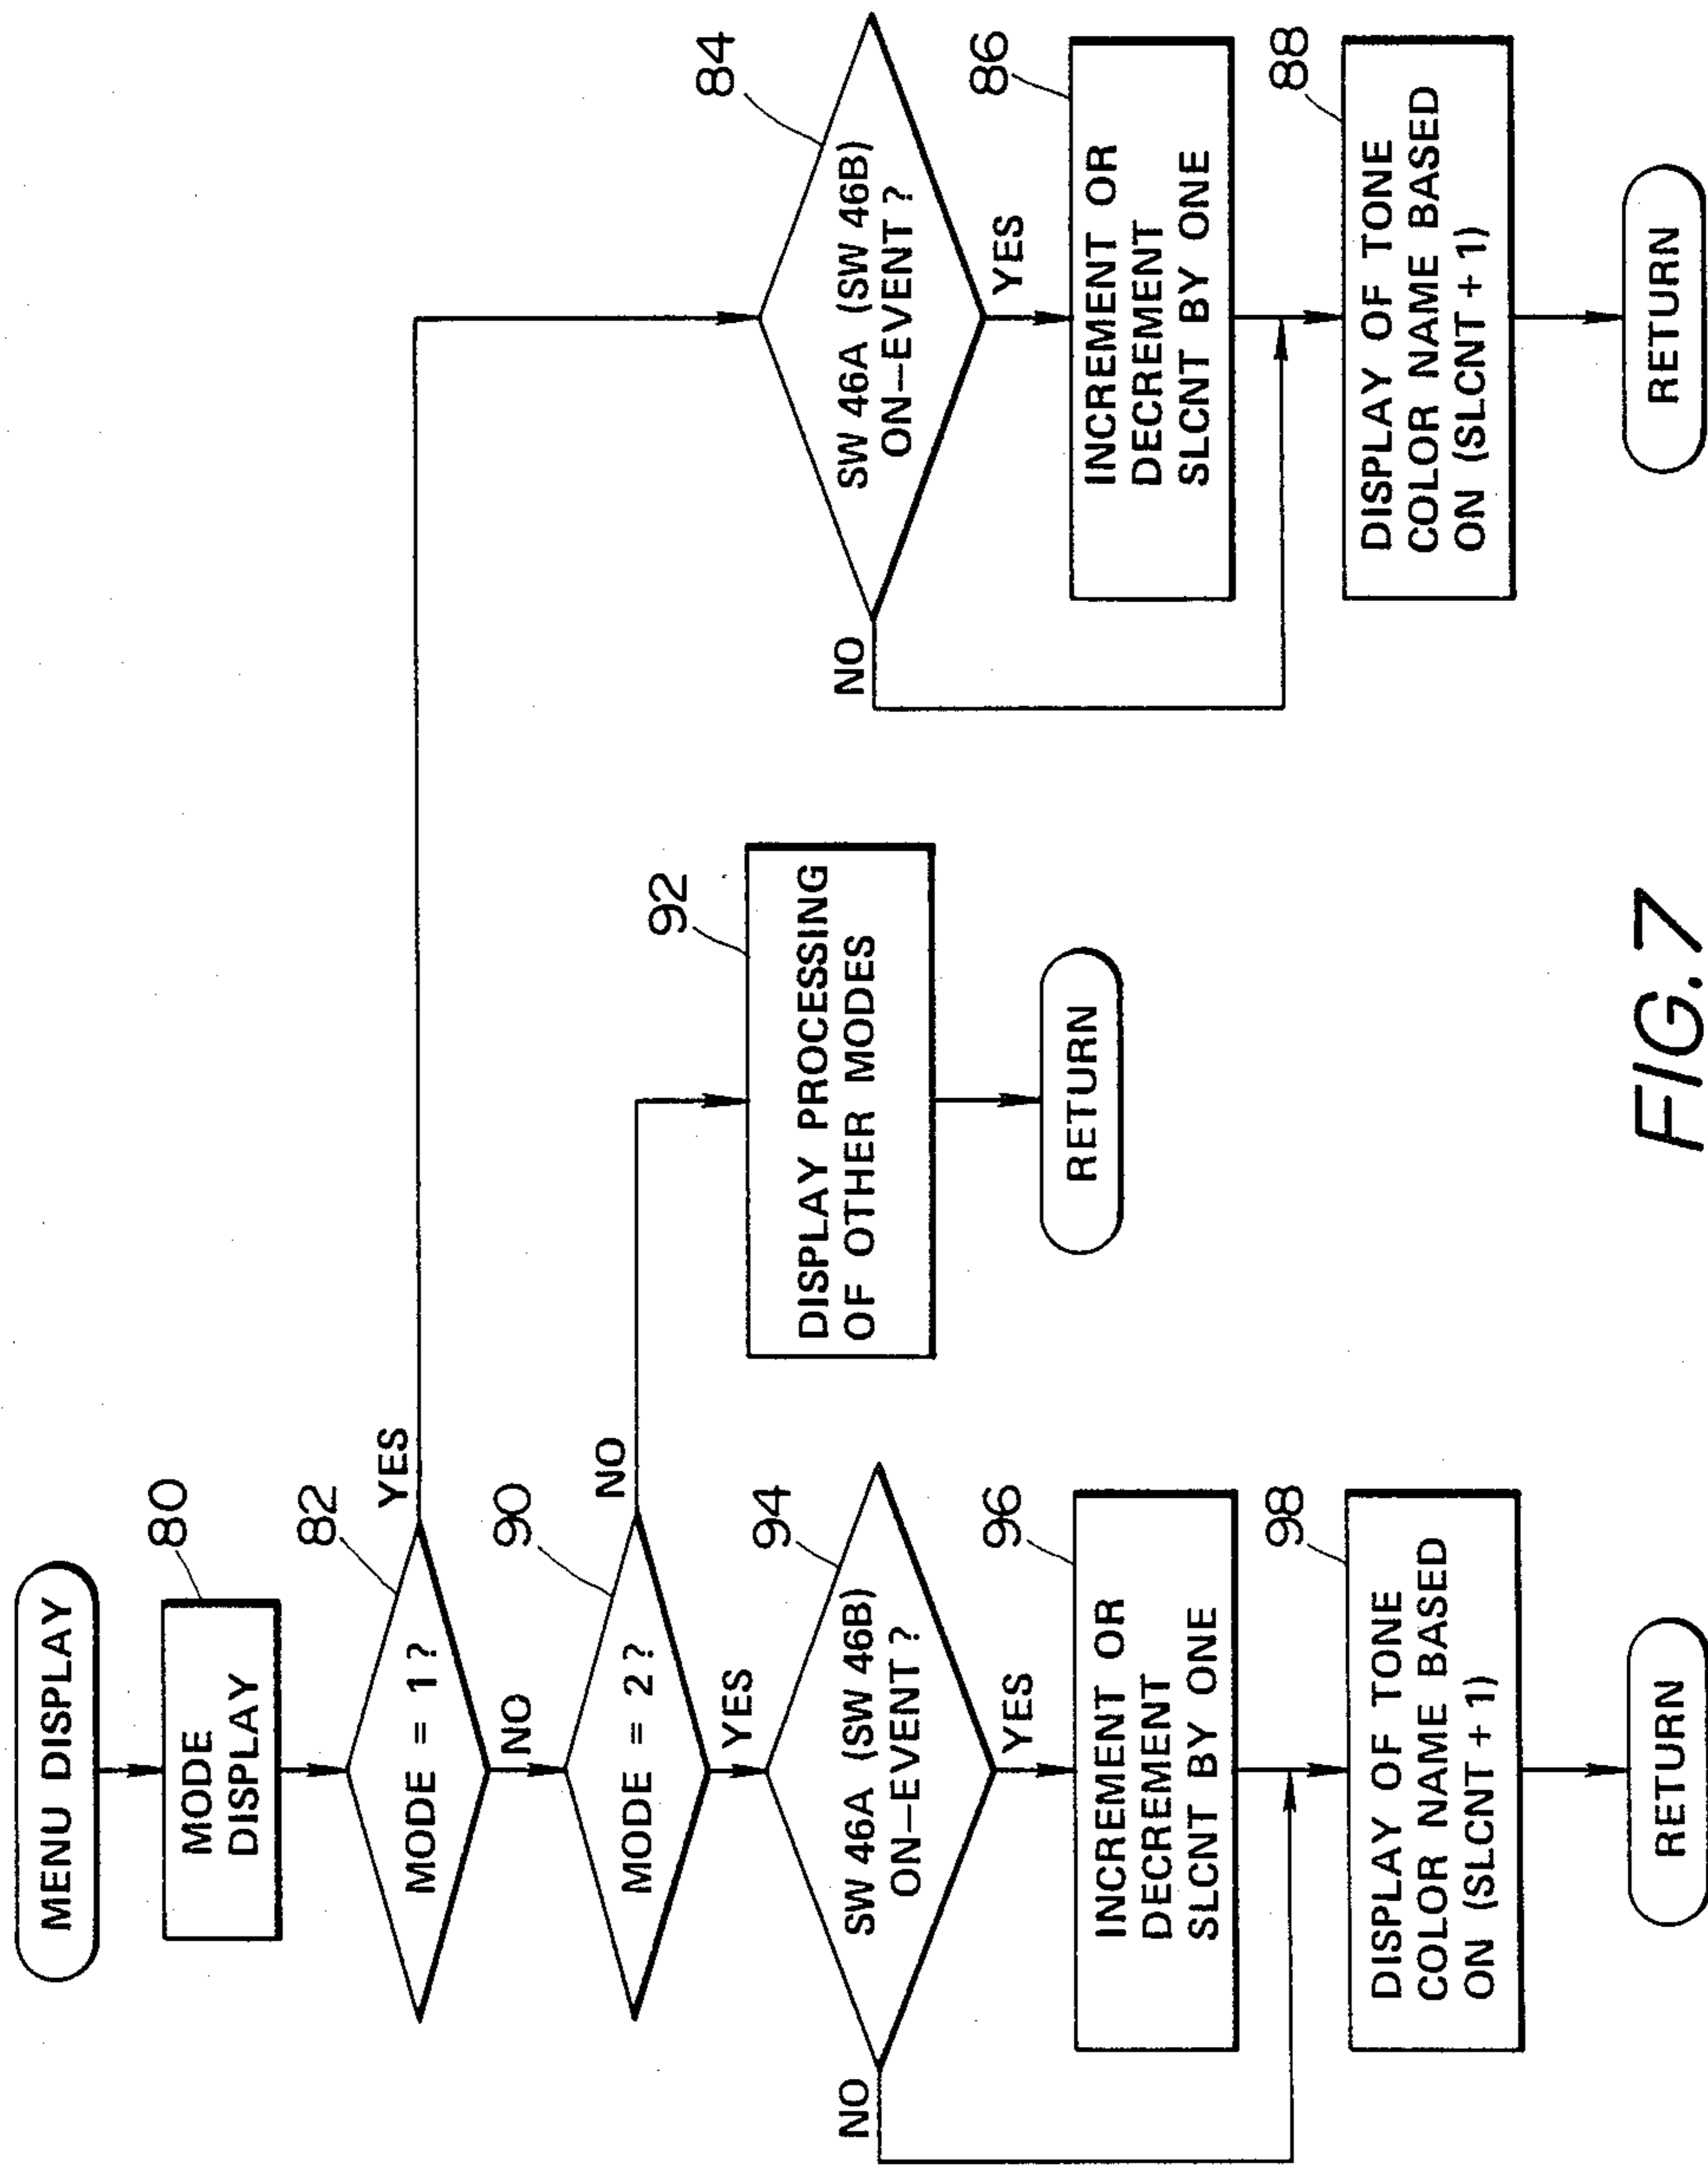 MENU DISPLAY
80
MODE
DISPLAY
82
MODE = 1?
YES
NO
90
MODE = 2?
NO
YES
94
SW 46A (SW 46B)
ON-EVENT?
NO
YES
96
INCREMENT OR
DECREMENT
SLCNT BY ONE
98
DISPLAY OF TONE
COLOR NAME BASED
ON (SLCNT + 1)
RETURN
92
DISPLAY PROCESSING
OF OTHER MODES
RETURN
84
SW 46A (SW 46B)
ON-EVENT?
NO
YES
86
INCREMENT OR
DECREMENT
SLCNT BY ONE
88
DISPLAY OF TONE
COLOR NAME BASED
ON (SLCNT + 1)
RETURN
FIG.7